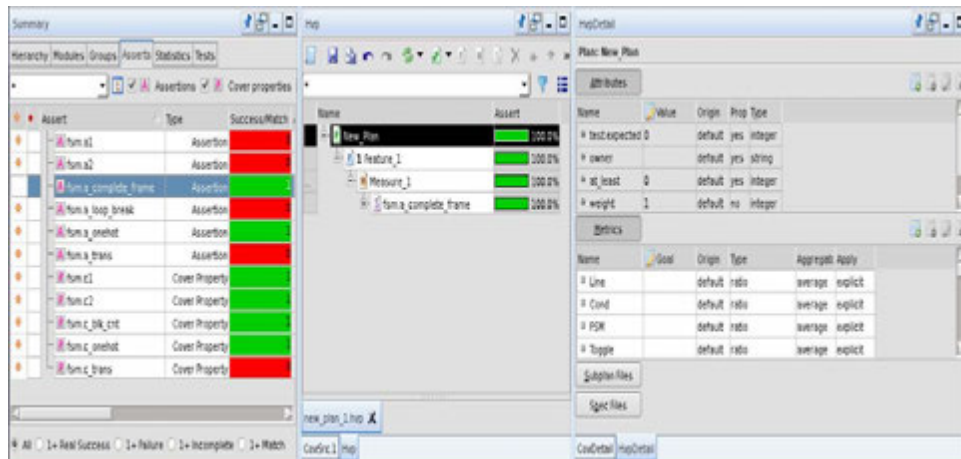 Summary
Hierarchy Modules Groups Asserts Statistics Tests
Assertions Cover properties
Assert Type Success/Match
fsm.a1 Assertion
fsm.a2 Assertion
fsm.a_complete_frame Assertion 1
fsm.a_loop_break Assertion
fsm.a_onehot Assertion 1
fsm.a_trans Assertion
fsm.c1 Cover Property 1
fsm.c2 Cover Property 1
fsm.c_blk_cnt Cover Property 1
fsm.c_onehot Cover Property 1
fsm.c_trans Cover Property
All 1+ Real Success 1+ Failure 1+ Incomplete 1+ Match
Hvp
Name Assert
New_Plan 100.0%
1 Feature_1 100.0%
Measure_1 100.0%
fsm.a_complete_frame 100.0%
new_plan_1.hvp X
CovSrc.1 Hvp
HvpDetail
Plan: New_Plan
Attributes
Name Value Origin Prop Type
test.expected 0 default yes integer
owner default yes string
at_least 0 default yes integer
weight 1 default no integer
Metrics
Name Goal Origin Type Aggregati Apply
Line default ratio average explicit
Cond default ratio average explicit
FSM default ratio average explicit
Toggle default ratio average explicit
Subplan Files
Spec Files
CovDetail HvpDetail